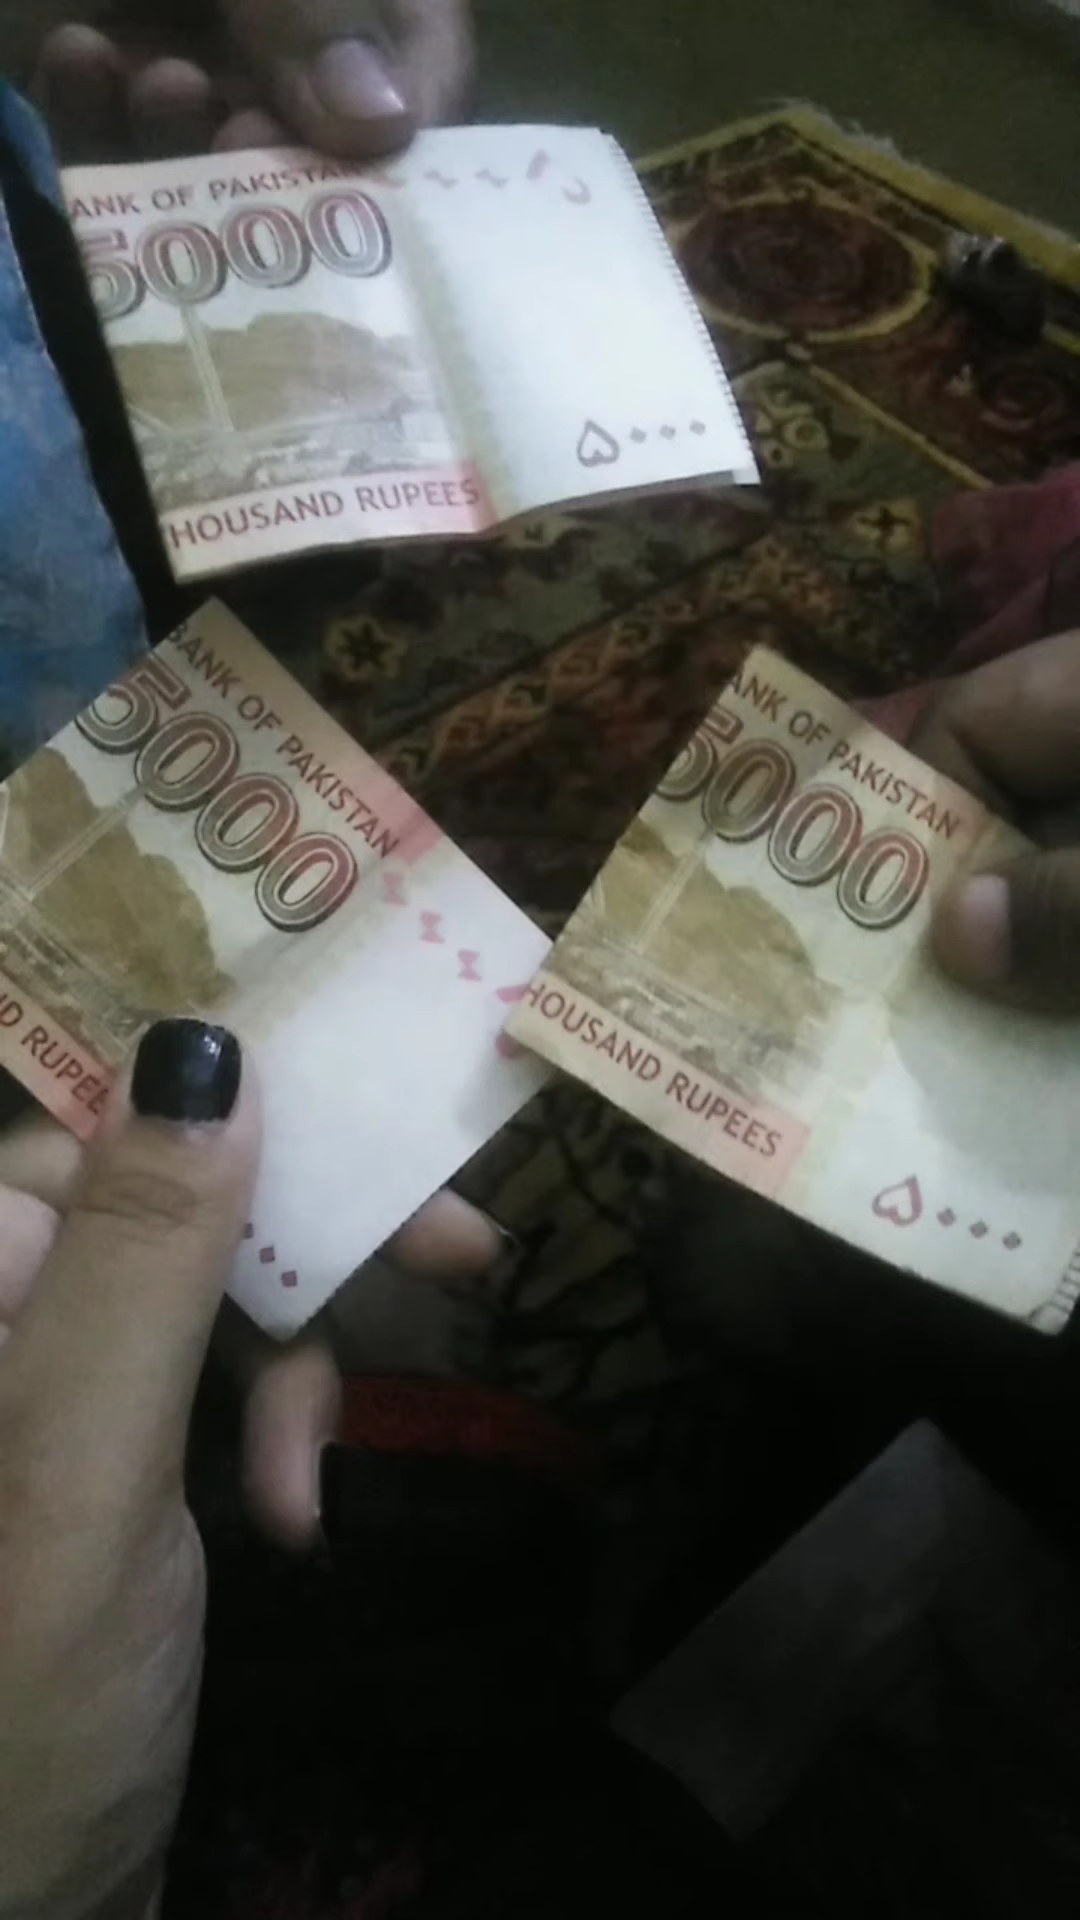 ANK OF PAKISTAN
5000
۵۰۰۰
HOUSAND RUPEES
BANK OF PAKISTAN
5000
D RUPEE
۰۰۰
ANK OF PAKISTAN
5000
HOUSAND RUPEES
۵۰۰۰